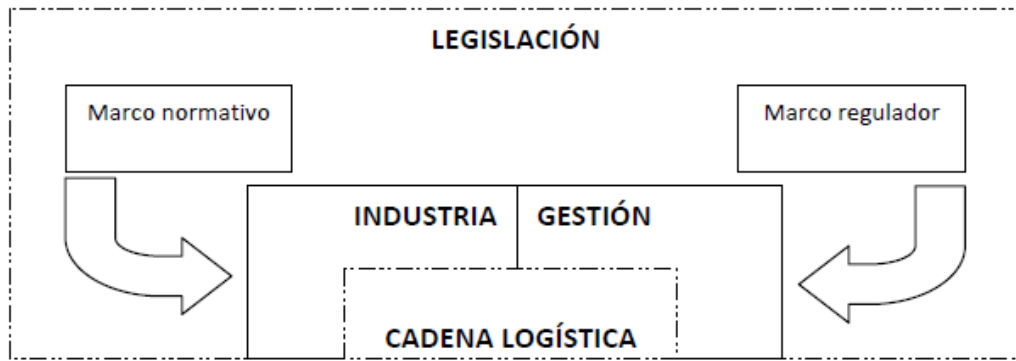 LEGISLACIÓN
Marco normativo
Marco regulador
INDUSTRIA
GESTIÓN
CADENA LOGÍSTICA